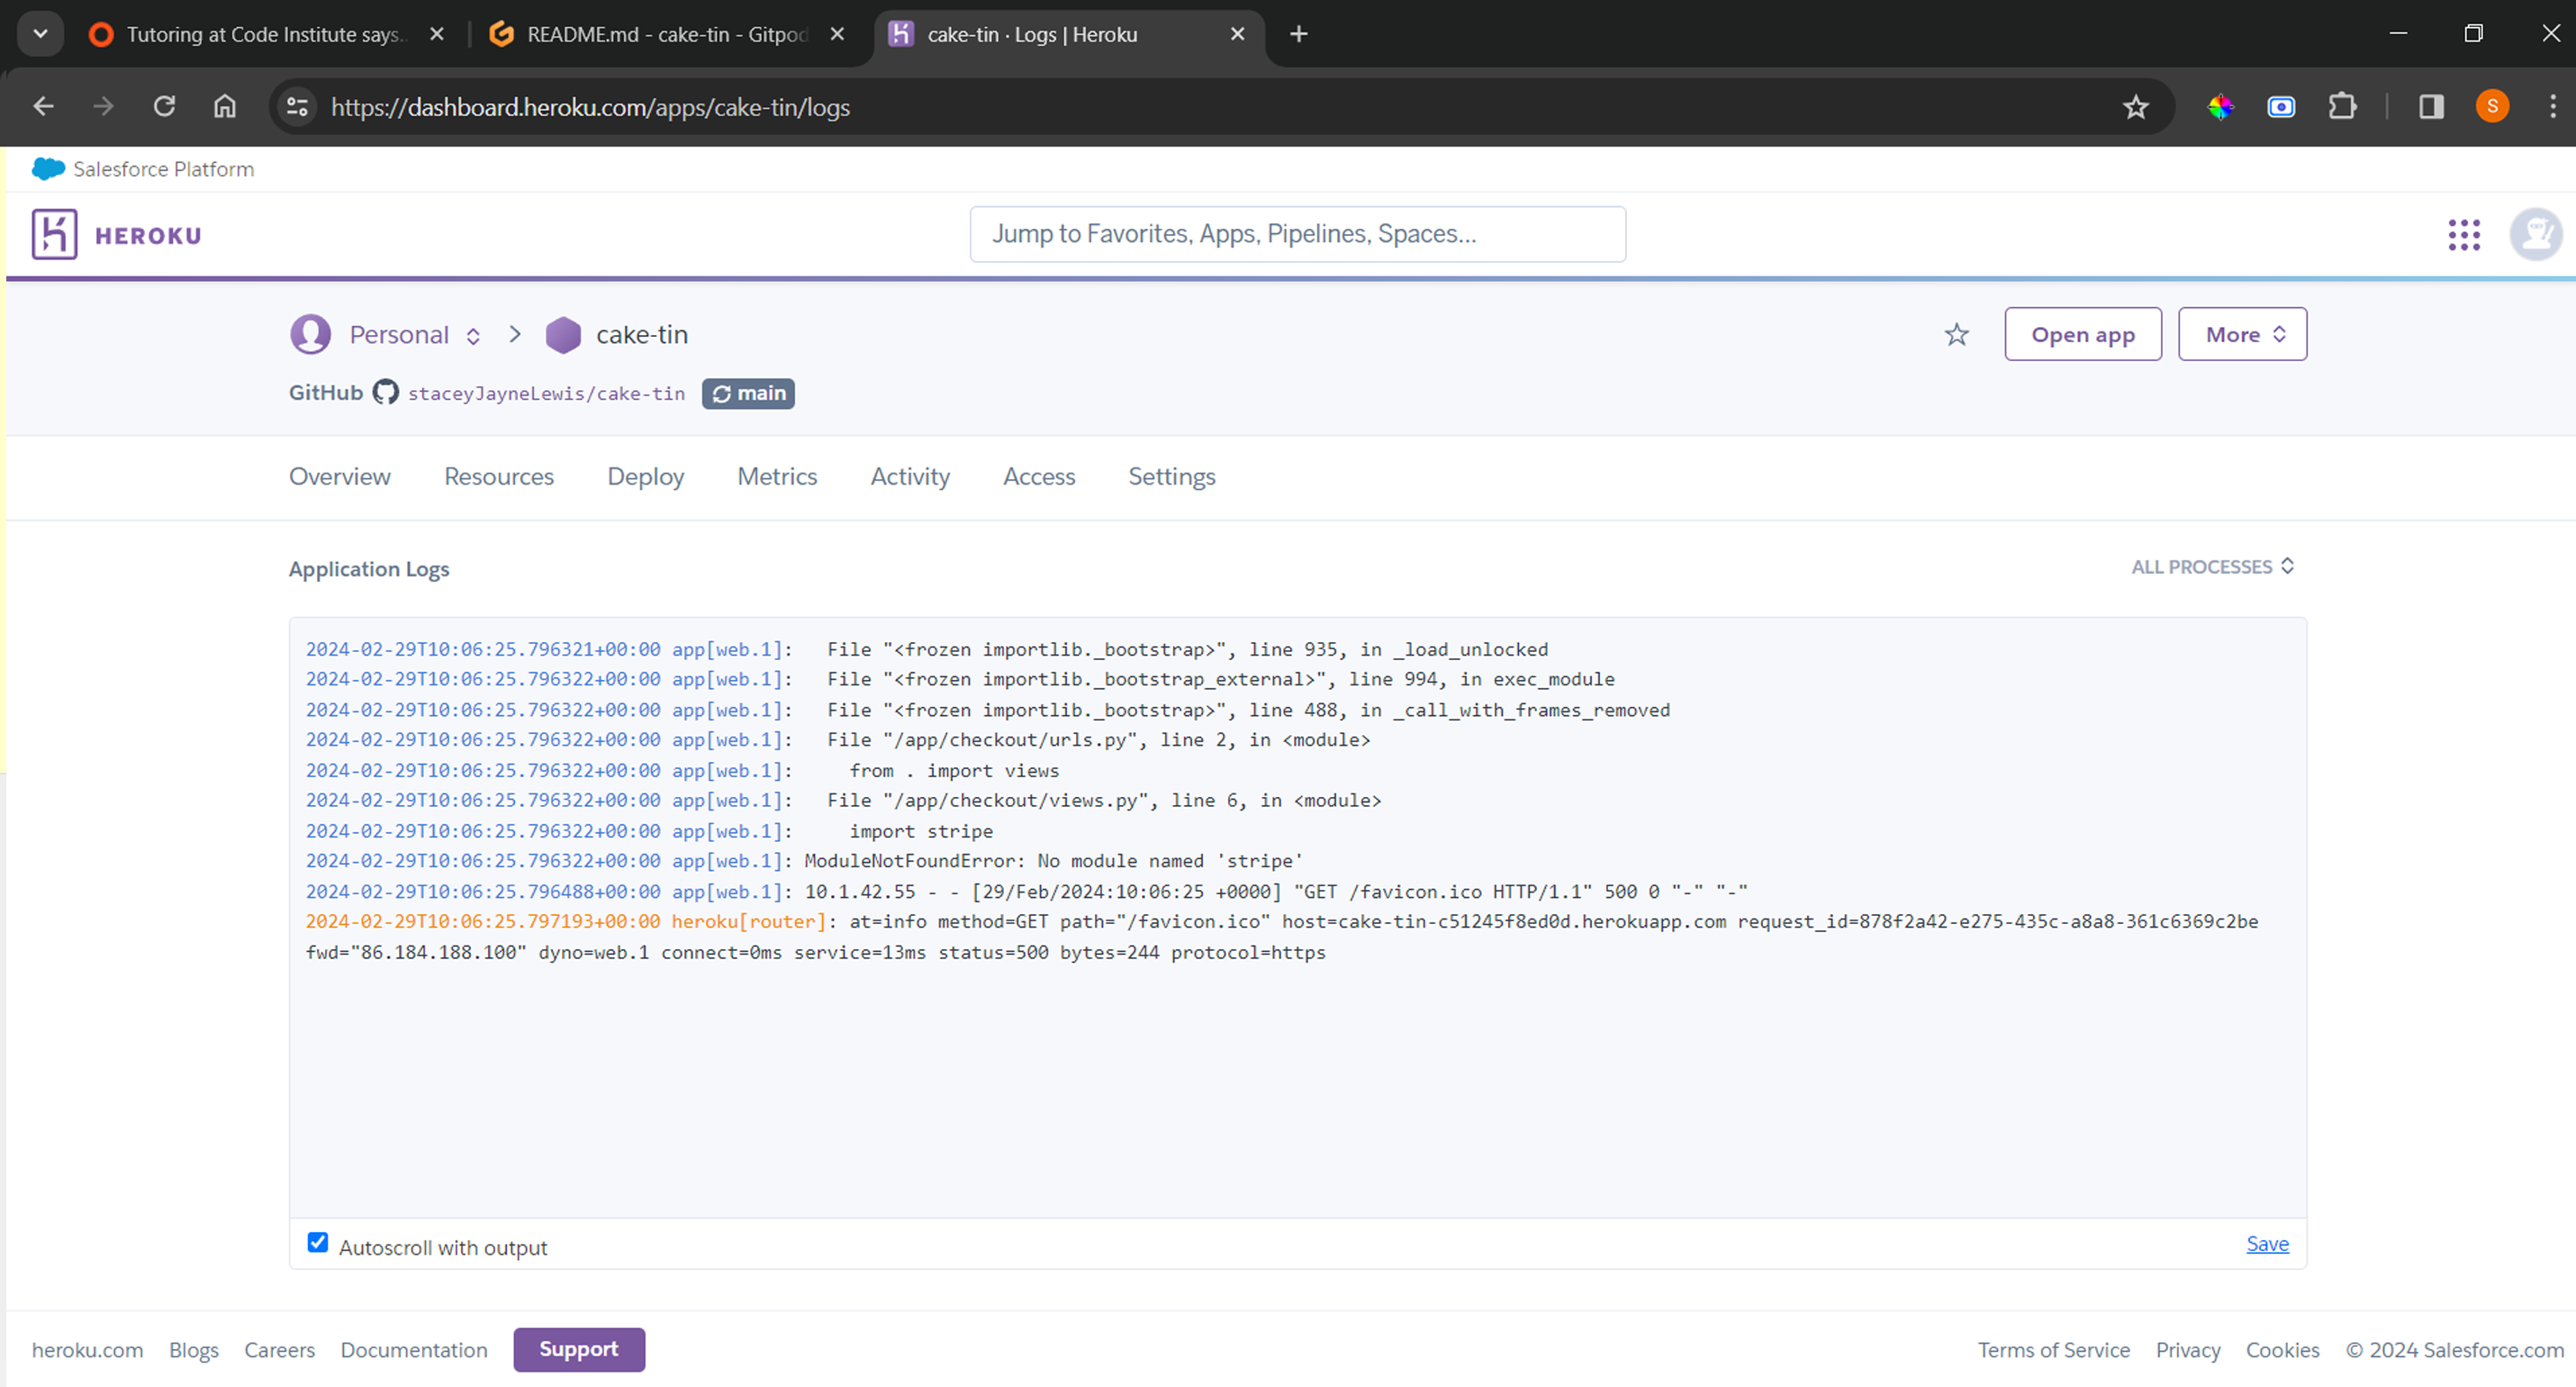 Tutoring at Code Institute says...
README.md - cake-tin - Gitpod
cake-tin · Logs | Heroku
https://dashboard.heroku.com/apps/cake-tin/logs
S
Salesforce Platform
HEROKU
Jump to Favorites, Apps, Pipelines, Spaces...
Personal
cake-tin
Open app
More
GitHub staceyJayneLewis/cake-tin main
Overview Resources Deploy Metrics Activity Access Settings
Application Logs
ALL PROCESSES
2024-02-29T10:06:25.796321+00:00 app[web.1]:   File "<frozen importlib._bootstrap>", line 935, in _load_unlocked
2024-02-29T10:06:25.796322+00:00 app[web.1]:   File "<frozen importlib._bootstrap_external>", line 994, in exec_module
2024-02-29T10:06:25.796322+00:00 app[web.1]:   File "<frozen importlib._bootstrap>", line 488, in _call_with_frames_removed
2024-02-29T10:06:25.796322+00:00 app[web.1]:   File "/app/checkout/urls.py", line 2, in <module>
2024-02-29T10:06:25.796322+00:00 app[web.1]:     from . import views
2024-02-29T10:06:25.796322+00:00 app[web.1]:   File "/app/checkout/views.py", line 6, in <module>
2024-02-29T10:06:25.796322+00:00 app[web.1]:     import stripe
2024-02-29T10:06:25.796322+00:00 app[web.1]: ModuleNotFoundError: No module named 'stripe'
2024-02-29T10:06:25.796488+00:00 app[web.1]: 10.1.42.55 - - [29/Feb/2024:10:06:25 +0000] "GET /favicon.ico HTTP/1.1" 500 0 "-" "-"
2024-02-29T10:06:25.797193+00:00 heroku[router]: at=info method=GET path="/favicon.ico" host=cake-tin-c51245f8ed0d.herokuapp.com request_id=878f2a42-e275-435c-a8a8-361c6369c2be
fwd="86.184.188.100" dyno=web.1 connect=0ms service=13ms status=500 bytes=244 protocol=https
Autoscroll with output
Save
heroku.com Blogs Careers Documentation Support
Terms of Service Privacy Cookies © 2024 Salesforce.com